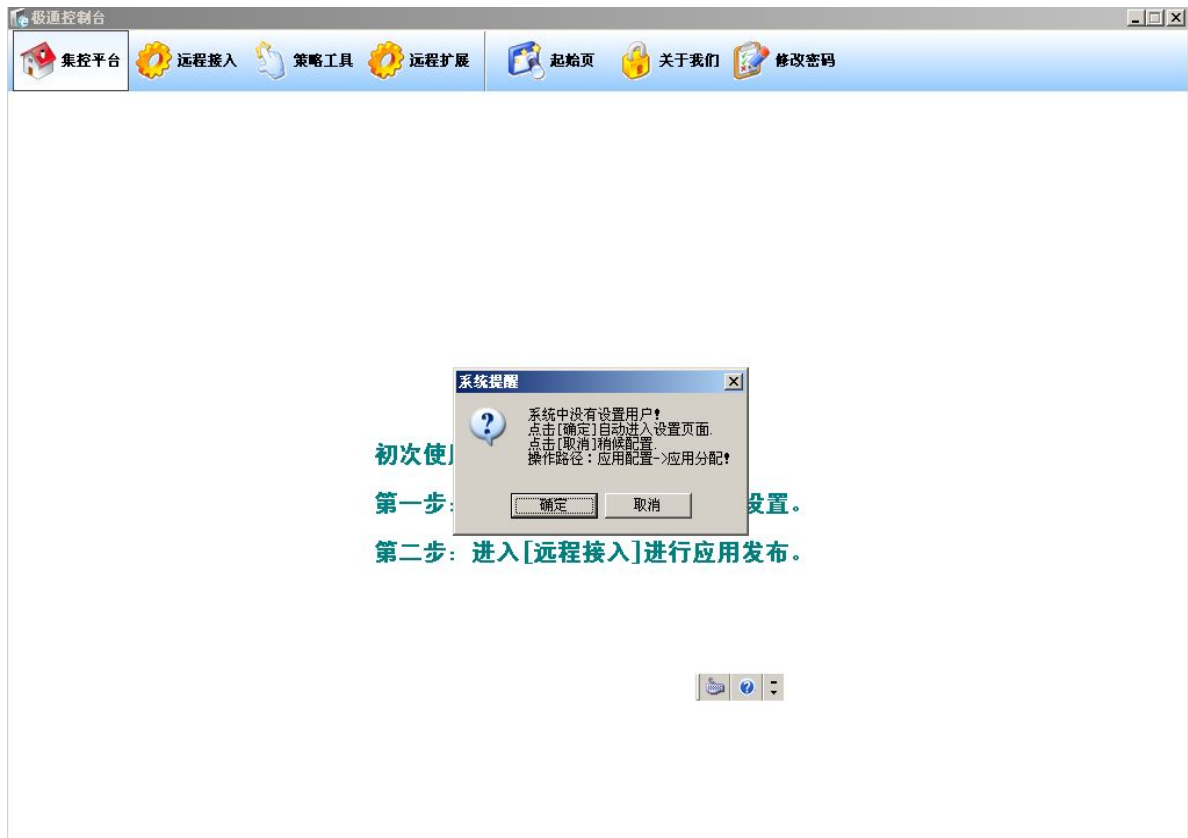 极通控制台
集控平台 远程接入 策略工具 远程扩展 起始页 关于我们 修改密码
系统提醒
系统中没有设置用户!
点击[确定]自动进入设置页面.
点击[取消]稍候配置.
操作路径：应用配置->应用分配!
确定 取消
初次使
第一步: 设置。
第二步: 进入[远程接入]进行应用发布。